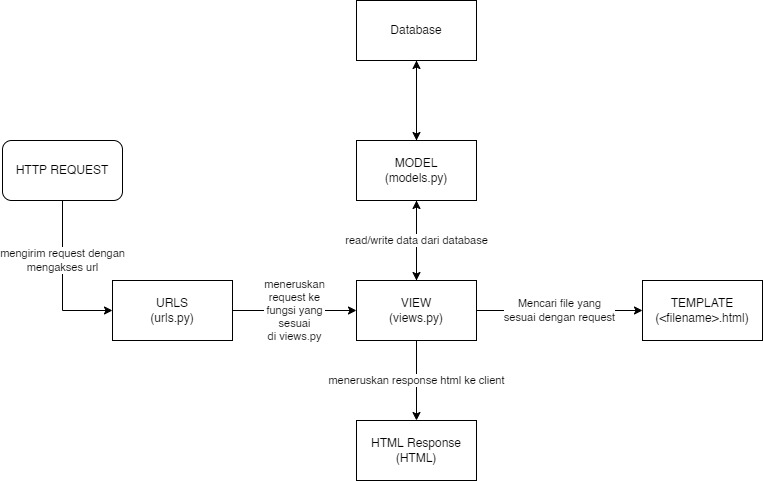 Database
MODEL
(models.py)
HTTP REQUEST
read/write data dari database
mengirim request dengan
mengakses url
URLS
(urls.py)
meneruskan
request ke
fungsi yang
sesuai
di views.py
VIEW
(views.py)
Mencari file yang
sesuai dengan request
TEMPLATE
(<filename>.html)
meneruskan response html ke client
HTML Response
(HTML)